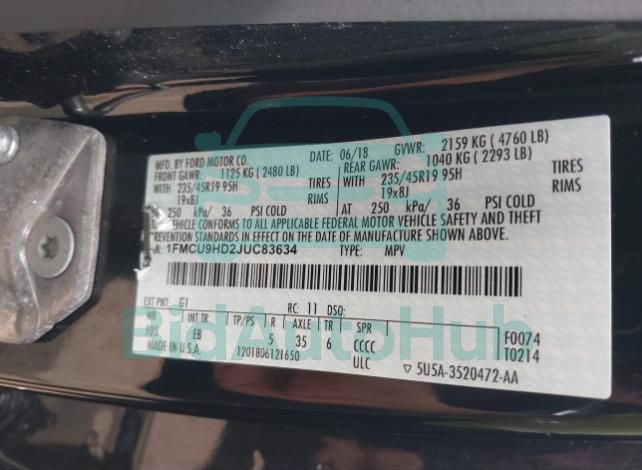 MFD. BY FORD MOTOR CO. DATE: 06/18 GVWR: 2159 KG ( 4760 LB)
FRONT GAWR: 1125 KG ( 2480 LB) REAR GAWR: 1040 KG ( 2293 LB)
WITH 235/45R19 95H TIRES WITH 235/45R19 95H TIRES
19x8J RIMS 19x8J RIMS
250 kPa/ 36 PSI COLD AT 250 kPa/ 36 PSI COLD
VEHICLE CONFORMS TO ALL APPLICABLE FEDERAL MOTOR VEHICLE SAFETY AND THEFT
PREVENTION STANDARDS IN EFFECT ON THE DATE OF MANUFACTURE SHOWN ABOVE.
1FMCU9HD2JUC83634 TYPE: MPV
EXT PNT: G1 RC: 11 DSO:
WB INT TR TP/PS R AXLE TR SPR
105 EB 5 35 6 CCCC
MADE IN U.S.A. 1201806121650 ULC
F0074
T0214
5U5A-3520472-AA
BidAutoHub